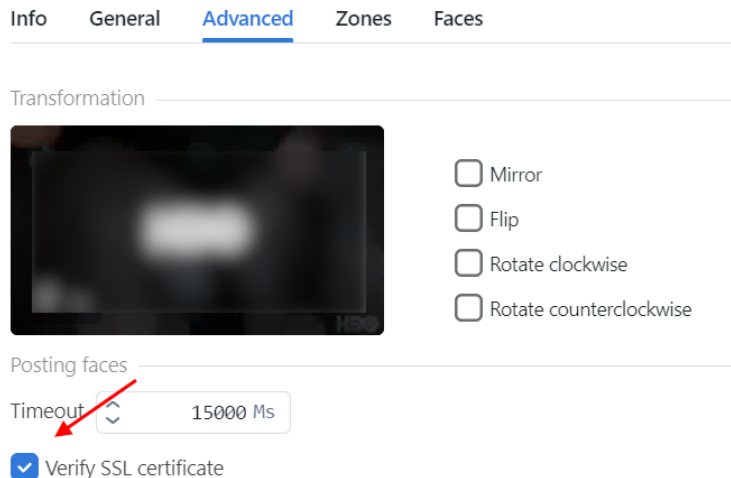 Info General Advanced Zones Faces
Transformation
Mirror
Flip
Rotate clockwise
Rotate counterclockwise
HBO
Posting faces
Timeout 15000 Ms
Verify SSL certificate